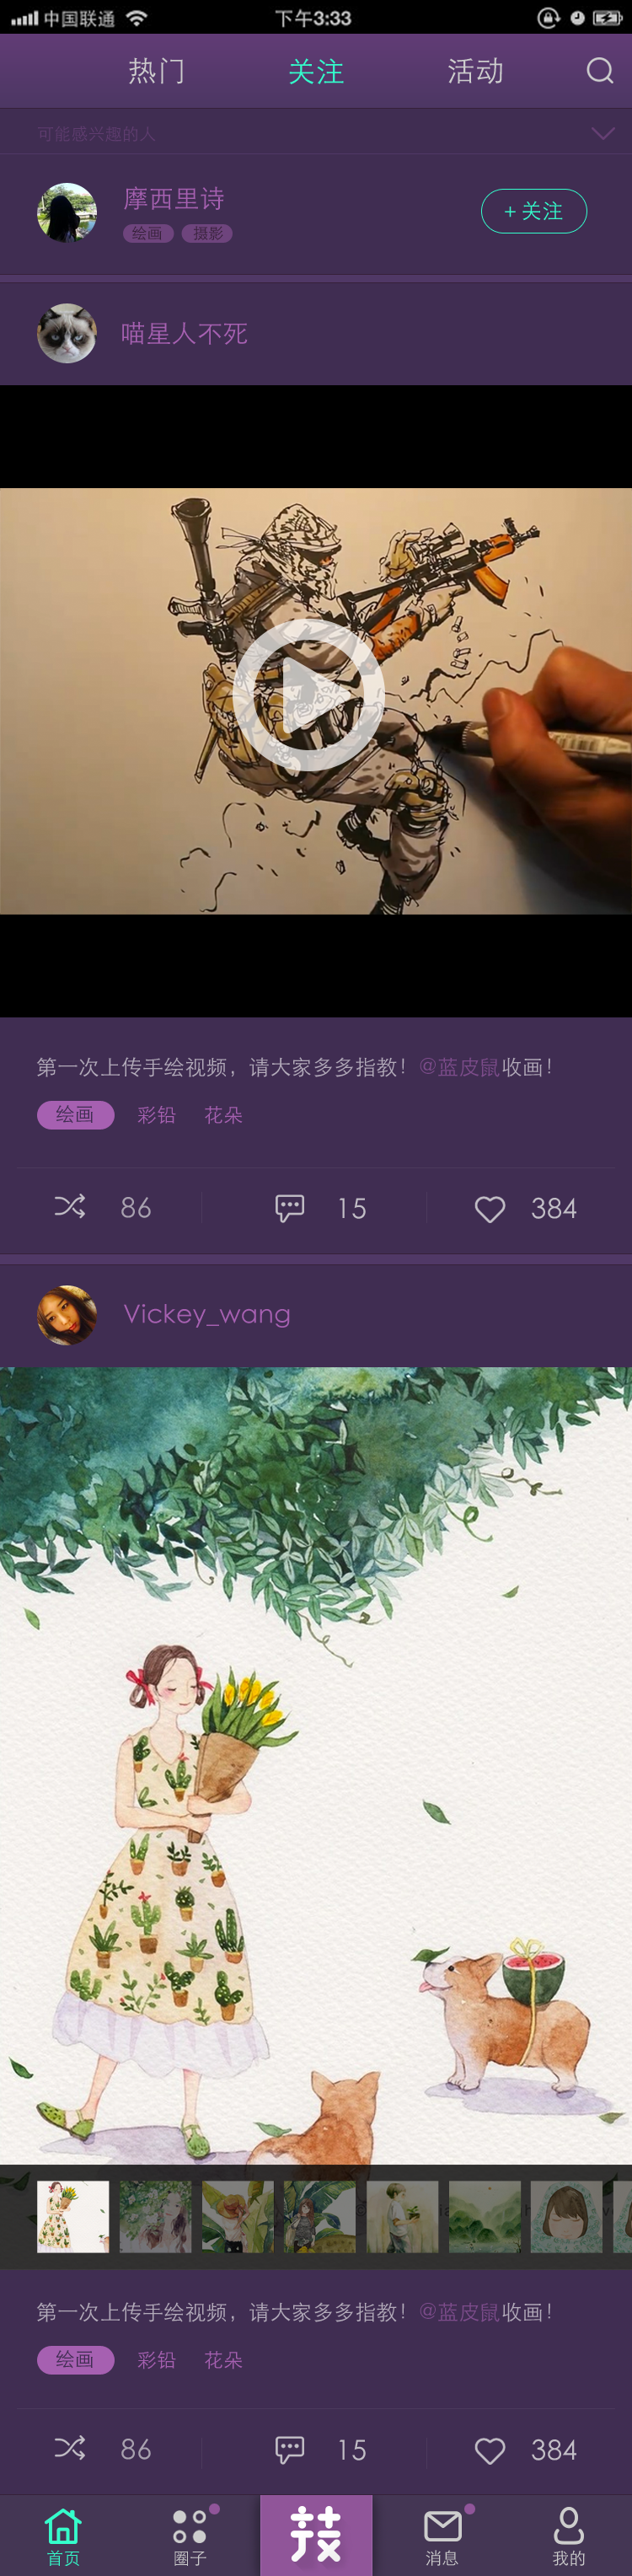 中国联通 下午3:33
热门 关注 活动
可能感兴趣的人
摩西里诗
绘画 摄影
+ 关注
喵星人不死
第一次上传手绘视频，请大家多多指教！@蓝皮鼠收画！
绘画 彩铅 花朵
86 15 384
Vickey_wang
第一次上传手绘视频，请大家多多指教！@蓝皮鼠收画！
绘画 彩铅 花朵
86 15 384
技
首页 圈子 消息 我的